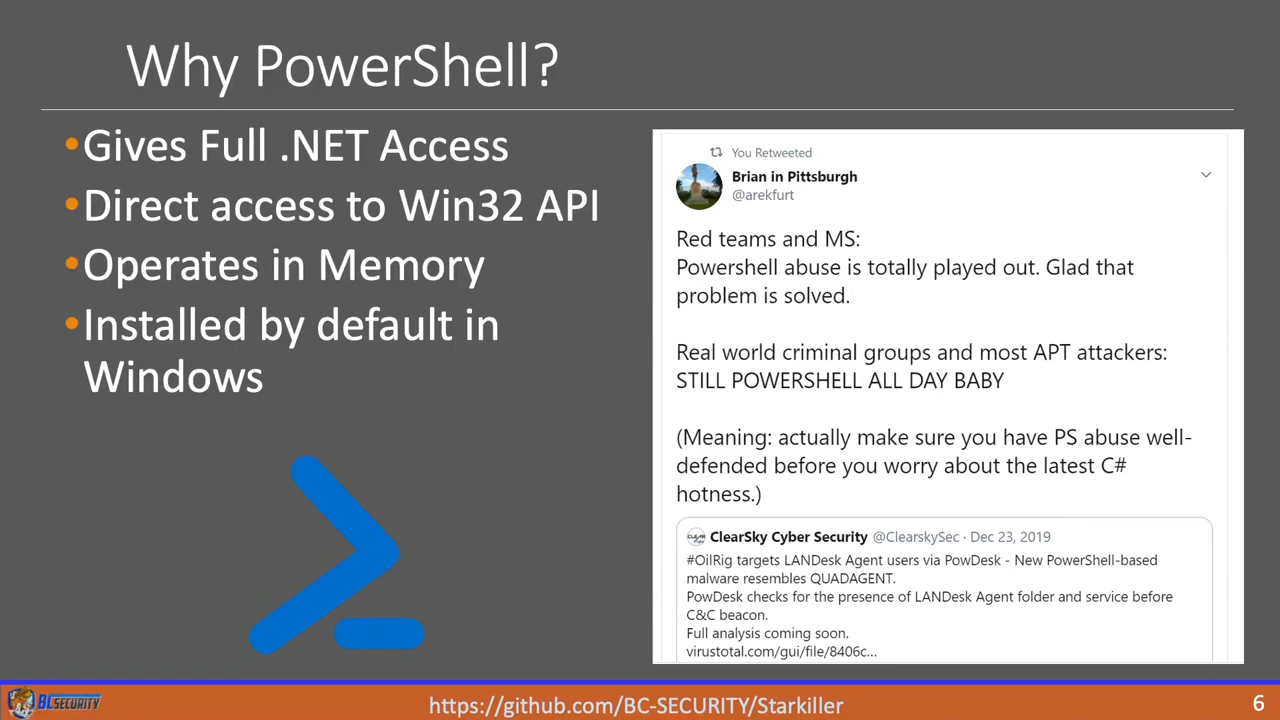 Why PowerShell?
•Gives Full .NET Access
•Direct access to Win32 API
•Operates in Memory
•Installed by default in
Windows
You Retweeted
Brian in Pittsburgh
@arekfurt
Red teams and MS:
Powershell abuse is totally played out. Glad that
problem is solved.
Real world criminal groups and most APT attackers:
STILL POWERSHELL ALL DAY BABY
(Meaning: actually make sure you have PS abuse well-
defended before you worry about the latest C#
hotness.)
ClearSky Cyber Security @ClearskySec · Dec 23, 2019
#OilRig targets LANDesk Agent users via PowDesk - New PowerShell-based
malware resembles QUADAGENT.
PowDesk checks for the presence of LANDesk Agent folder and service before
C&C beacon.
Full analysis coming soon.
virustotal.com/gui/file/8406c...
BC SECURITY
https://github.com/BC-SECURITY/Starkiller
6